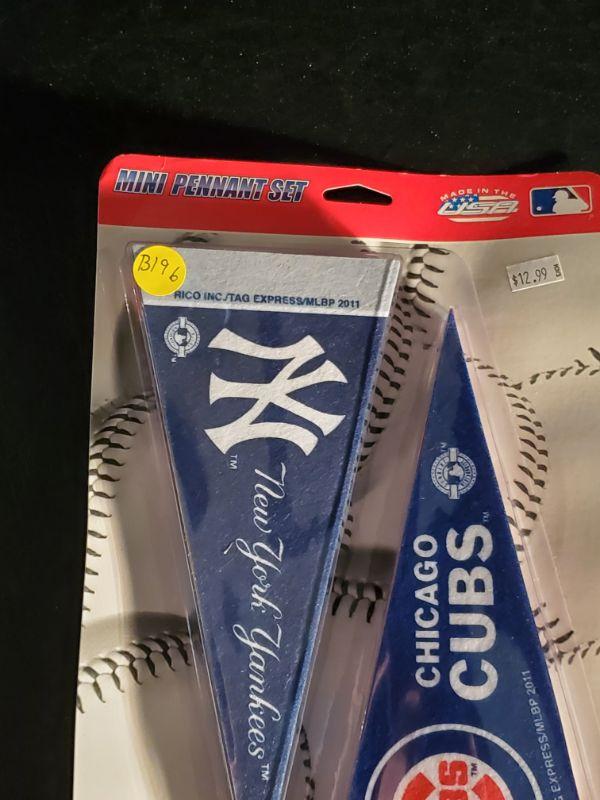 MINI PENNANT SET
MADE IN THE
USA
$12.99
B196
RICO INC./TAG EXPRESS/MLBP 2011
NY
TM
New York Yankees
TM
CHICAGO
CUBS
TM
EXPRESS/MLBP 2011
TM